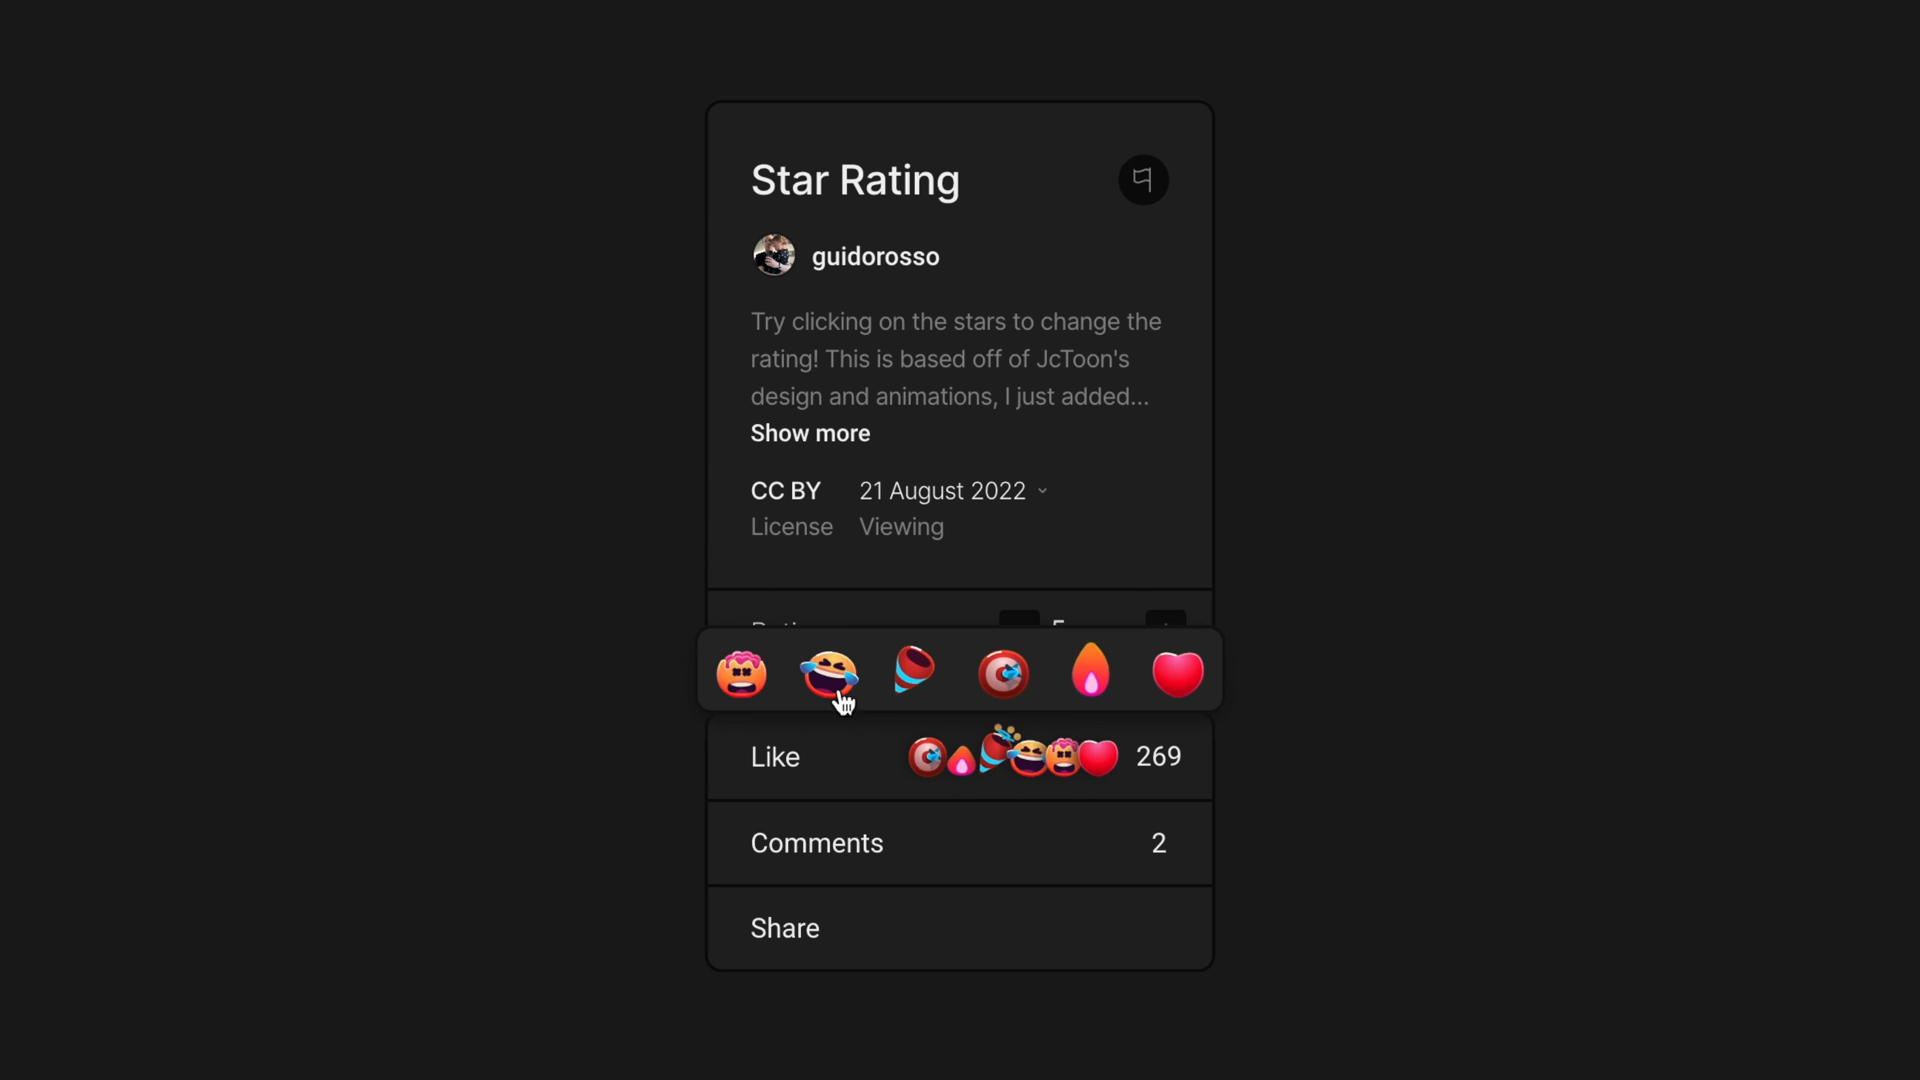 Star Rating
guidorosso
Try clicking on the stars to change the
rating! This is based off of JcToon's
design and animations, I just added...
Show more
CC BY 21 August 2022
License Viewing
Like 269
Comments 2
Share